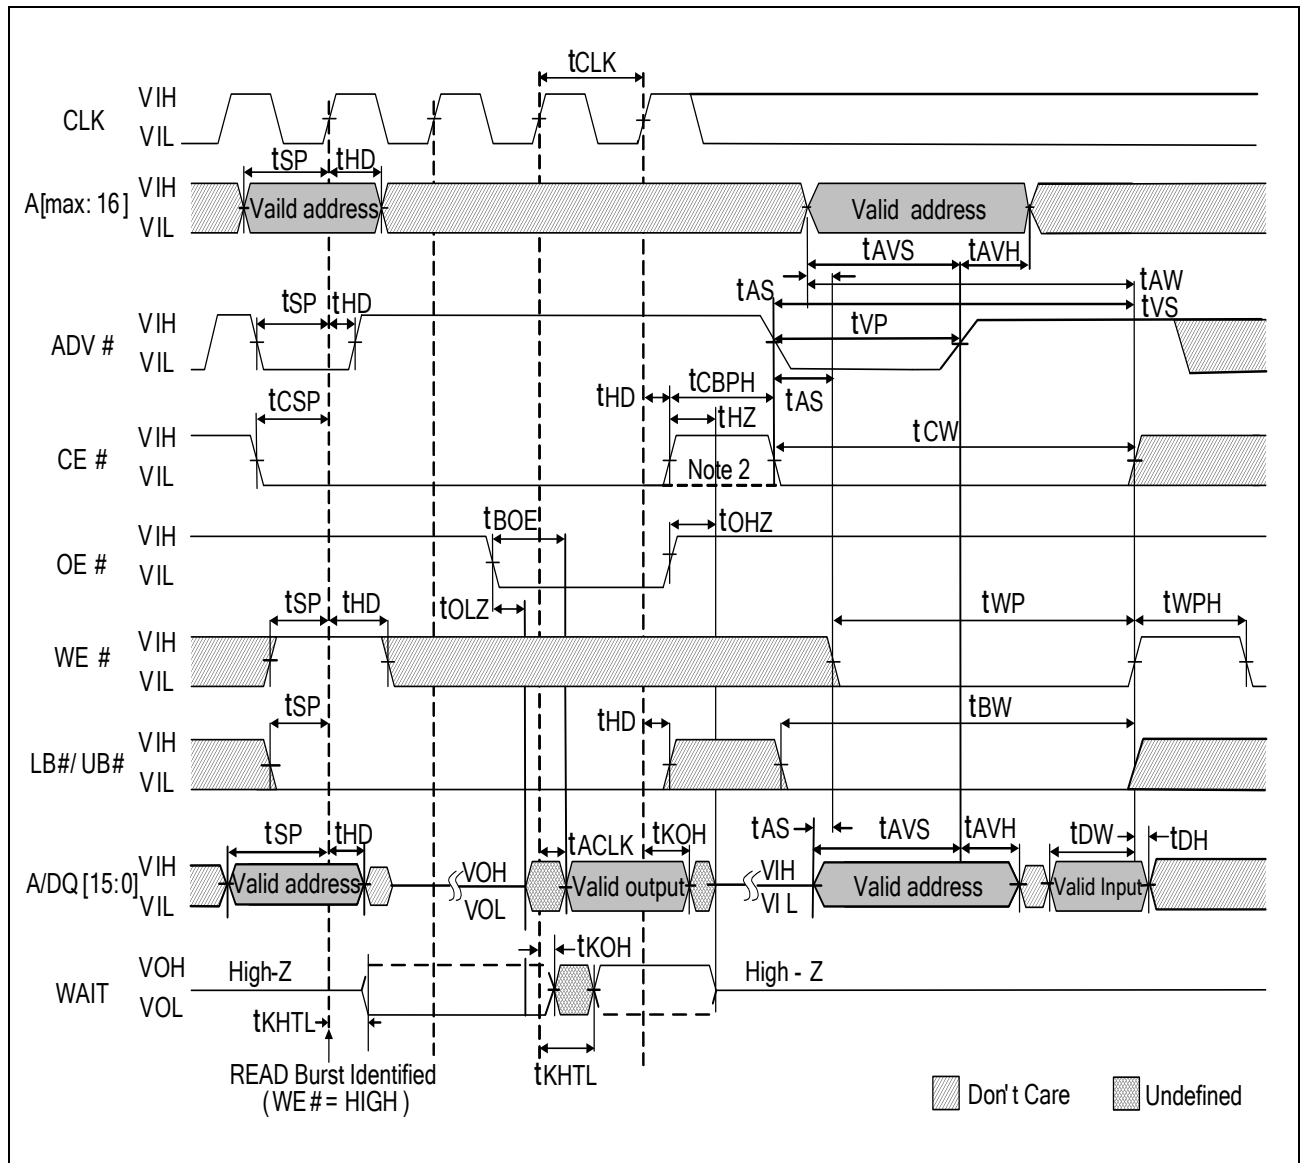 tCLK
VIH
CLK
VIL
tSP tHD
VIH
A[max: 16]
Vaild address
Valid address
VIL
tAVS tAVH
tAW
tSP tHD
tAS
tVS
VIH
ADV #
tVP
VIL
tHD tCBPH
tAS
tCSP
tHZ
tCW
VIH
CE #
Note 2
VIL
tBOE
tOHZ
VIH
OE #
VIL
tSP tHD
tOLZ
tWP tWPH
VIH
WE #
VIL
tSP
tHD
tBW
VIH
LB#/ UB#
VIL
tSP tHD
tACLK tKOH
tAS tAVS tAVH tDW tDH
VIH
A/DQ [15:0]
Valid address
VOH
Valid output
VIH
Valid address
Valid Input
VIL
VOL
VI L
tKOH
VOH
High-Z
High - Z
WAIT
VOL
tKHTL
tKHTL
READ Burst Identified
( WE # = HIGH )
Don' t Care
Undefined